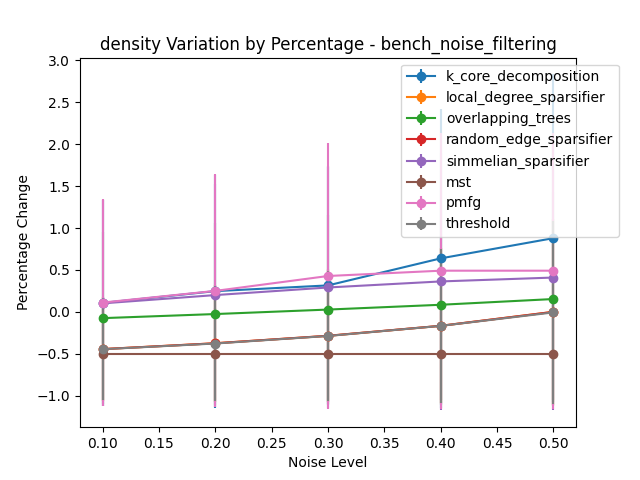 density Variation by Percentage - bench_noise_filtering
3.0
2.5
2.0
1.5
1.0
0.5
0.0
−0.5
−1.0
Percentage Change
k_core_decomposition
local_degree_sparsifier
overlapping_trees
random_edge_sparsifier
simmelian_sparsifier
mst
pmfg
threshold
0.10 0.15 0.20 0.25 0.30 0.35 0.40 0.45 0.50
Noise Level